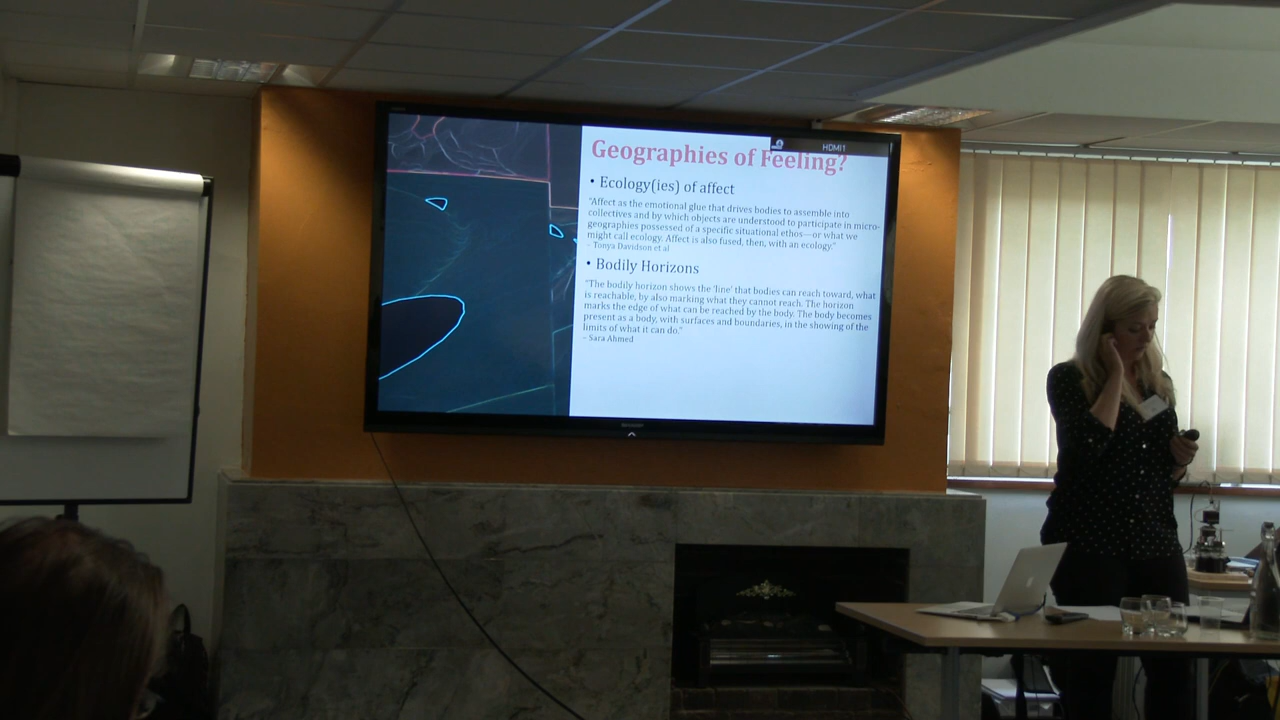 HDMI1
Geographies of Feeling?
• Ecology(ies) of affect
"Affect as the emotional glue that drives bodies to assemble into
collectives and by which objects are understood to participate in micro-
geographies possessed of a specific situational ethos—or what we
might call ecology. Affect is also fused, then, with an ecology."
– Tonya Davidson et al
• Bodily Horizons
"The bodily horizon shows the 'line' that bodies can reach toward, what
is reachable, by also marking what they cannot reach. The horizon
marks the edge of what can be reached by the body. The body becomes
present as a body, with surfaces and boundaries, in the showing of the
limits of what it can do."
– Sara Ahmed
SHARP